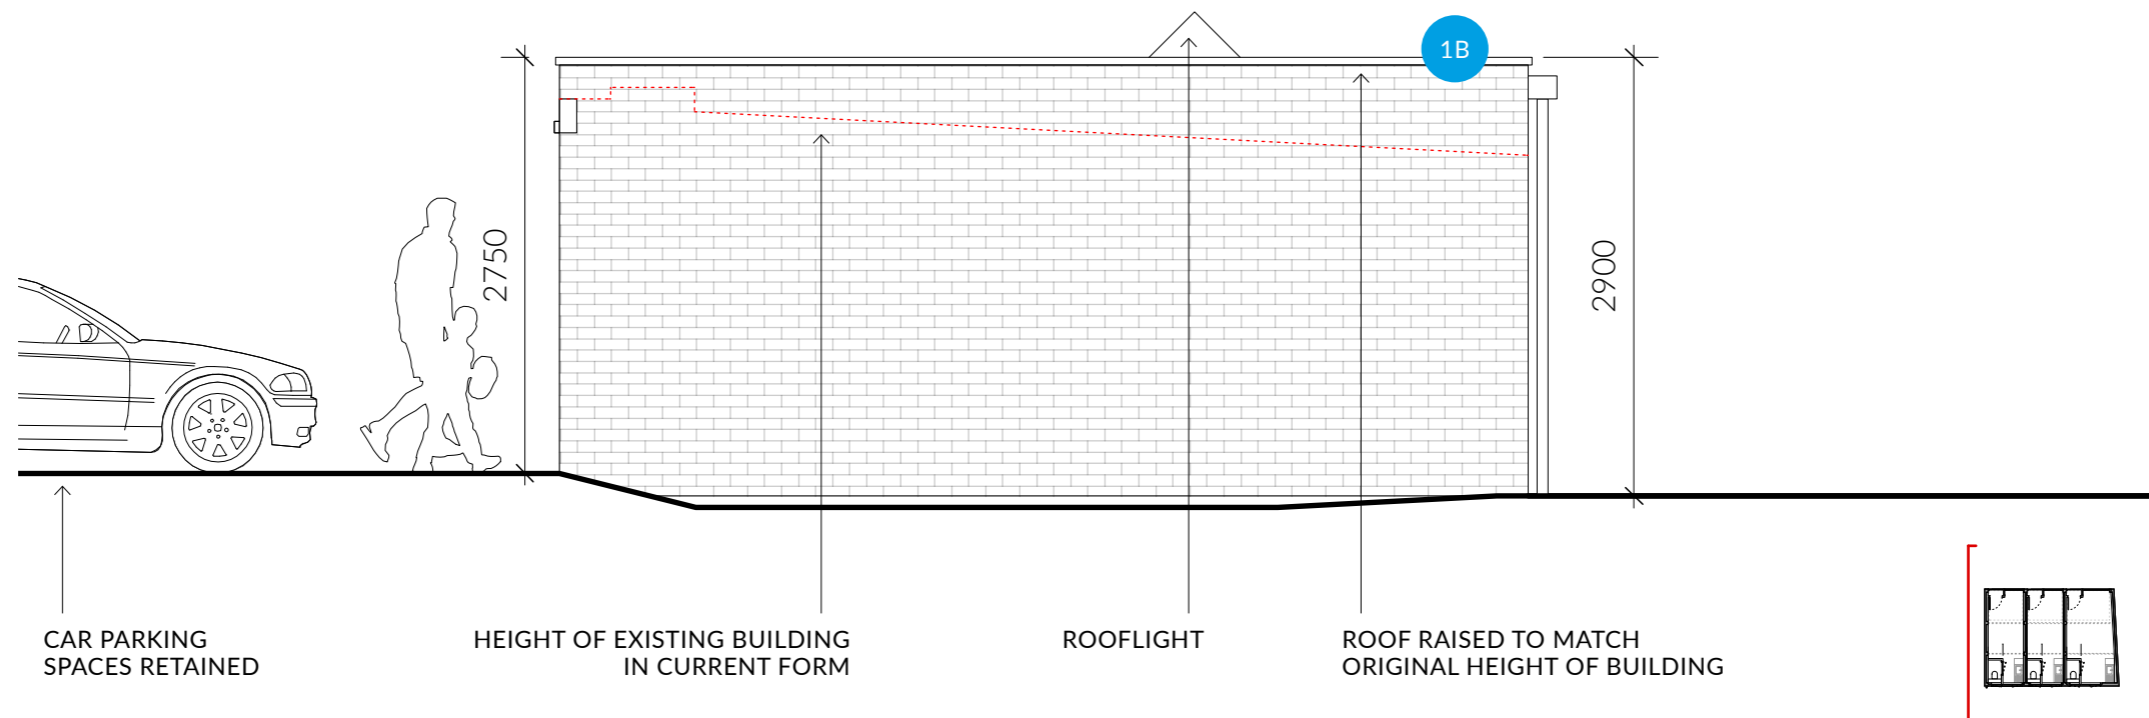 1B
2750
2900
CAR PARKING
SPACES RETAINED
HEIGHT OF EXISTING BUILDING
IN CURRENT FORM
ROOFLIGHT
ROOF RAISED TO MATCH
ORIGINAL HEIGHT OF BUILDING